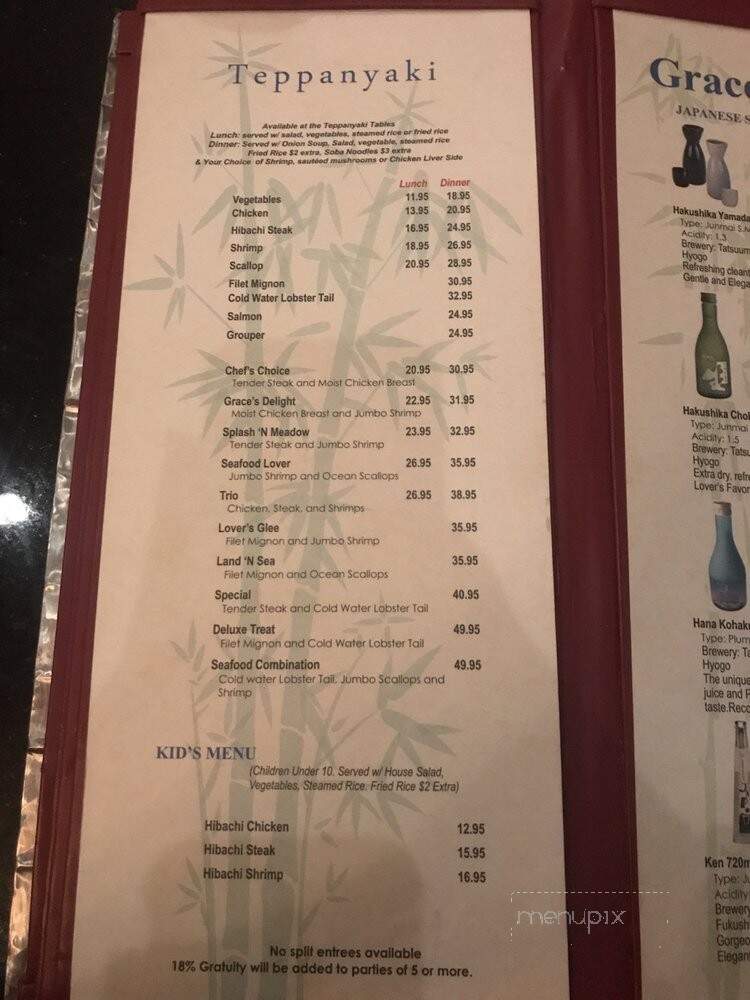 Teppanyaki
Available at the Teppanyaki Tables
Lunch: served w/ salad, vegetables, steamed rice or fried rice
Dinner: Served w/ Onion Soup, Salad, vegetable, steamed rice
Fried Rice $2 extra, Soba Noodles $3 extra
& Your Choice of Shrimp, sautéed mushrooms or Chicken Liver Side
Lunch Dinner
Vegetables 11.95 18.95
Chicken 13.95 20.95
Hibachi Steak 16.95 24.95
Shrimp 18.95 26.95
Scallop 20.95 28.95
Filet Mignon 30.95
Cold Water Lobster Tail 32.95
Salmon 24.95
Grouper 24.95
Chef's Choice 20.95 30.95
Tender Steak and Moist Chicken Breast
Grace's Delight 22.95 31.95
Moist Chicken Breast and Jumbo Shrimp
Splash 'N Meadow 23.95 32.95
Tender Steak and Jumbo Shrimp
Seafood Lover 26.95 35.95
Jumbo Shrimp and Ocean Scallops
Trio 26.95 38.95
Chicken, Steak, and Shrimps
Lover's Glee 35.95
Filet Mignon and Jumbo Shrimp
Land 'N Sea 35.95
Filet Mignon and Ocean Scallops
Special 40.95
Tender Steak and Cold Water Lobster Tail
Deluxe Treat 49.95
Filet Mignon and Cold Water Lobster Tail
Seafood Combination 49.95
Cold water Lobster Tail, Jumbo Scallops and
Shrimp
KID'S MENU
(Children Under 10. Served w/ House Salad,
Vegetables, Steamed Rice. Fried Rice $2 Extra)
Hibachi Chicken 12.95
Hibachi Steak 15.95
Hibachi Shrimp 16.95
No split entrees available
18% Gratuity will be added to parties of 5 or more.
menupix
Grace
JAPANESE S
Hakushika Yamada
Type: Junmai
Acidity: 1.3
Brewery: Tatsuum
Hyogo
Refreshing
Gentle and Elega
Hakushika Cho
Type: Junmai
Acidity: 1.5
Brewery: Tatsu
Hyogo
Extra dry, refre
Lover's Favor
Hana Kohak
Type: Plum
Brewery: Ta
Hyogo
The unique
juice and P
taste.Reco
Ken 720m
Type: Ju
Acidity
Brewery
Fukush
Gorgeo
Elegan